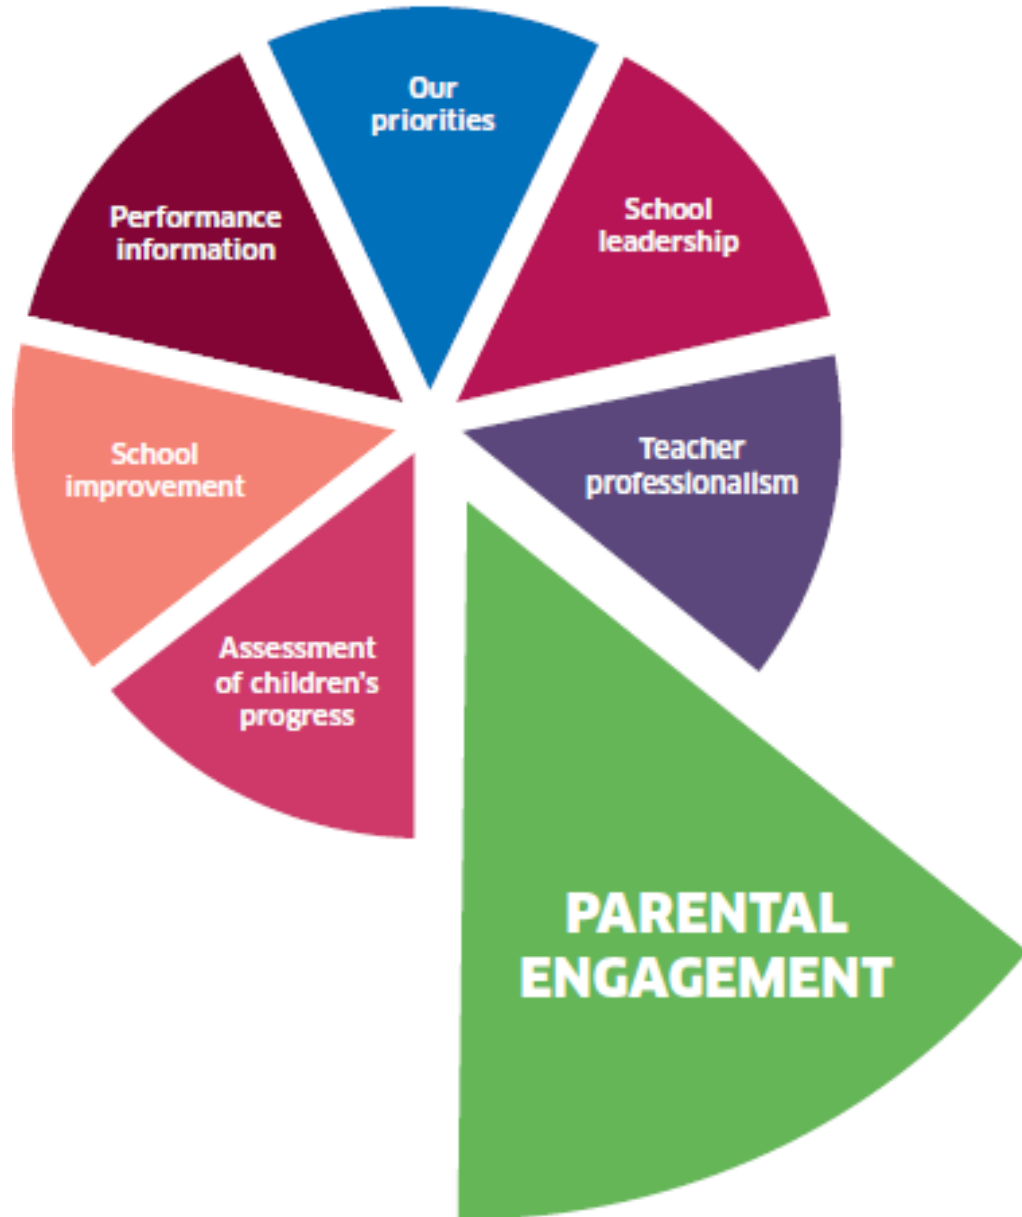 Our
priorities
School
leadership
Teacher
professionalism
PARENTAL
ENGAGEMENT
Assessment
of children's
progress
School
improvement
Performance
information